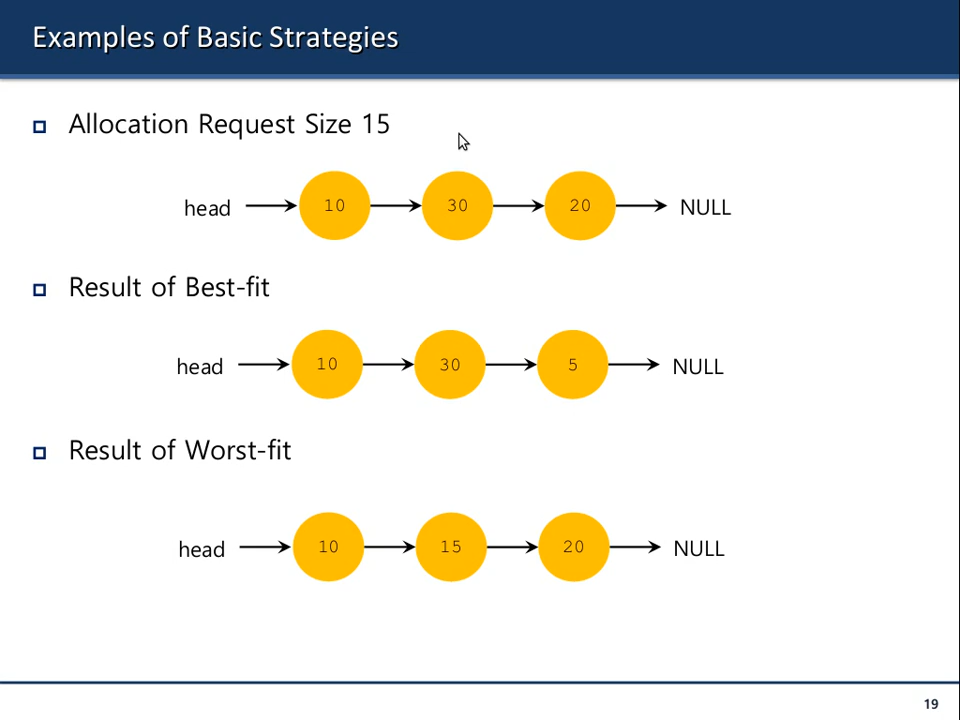 Examples of Basic Strategies
Allocation Request Size 15
head 10 30 20 NULL
Result of Best-fit
head 10 30 5 NULL
Result of Worst-fit
head 10 15 20 NULL
19